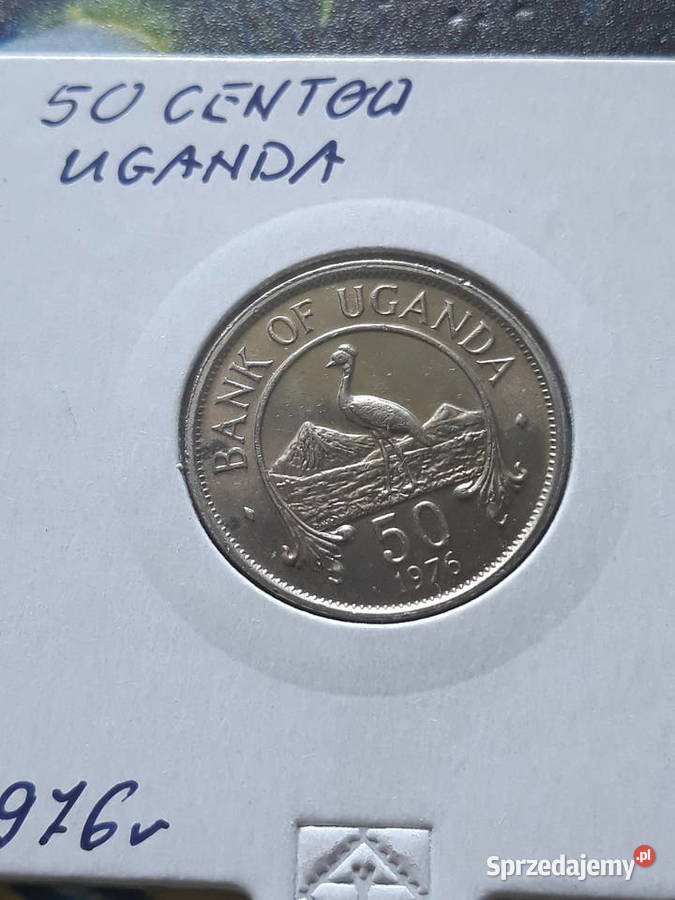 50 CENTOW
UGANDA
BANK OF UGANDA
50
1976
976r
Sprzedajemy.pl